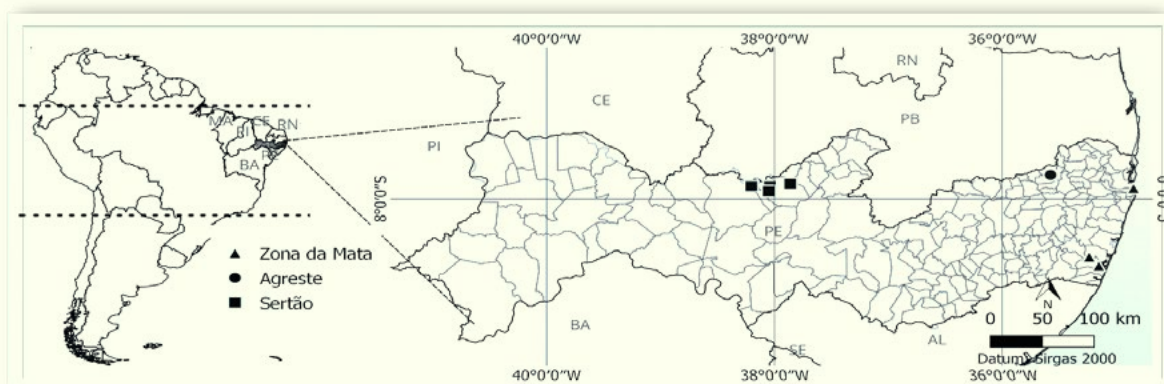 40°0'0"W 38°0'0"W 36°0'0"W
RN
CE
PB
MA CE RN
PI
PI
BA
8°0'0"S
PE
▲ Zona da Mata
● Agreste
■ Sertão
N
0 50 100 km
BA
AL
SE
Datum: Sirgas 2000
40°0'0"W 38°0'0"W 36°0'0"W